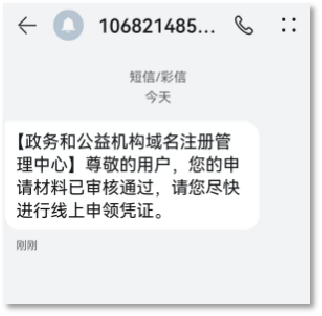 106821485...
短信/彩信
今天
【政务和公益机构域名注册管
理中心】尊敬的用户，您的申
请材料已审核通过，请您尽快
进行线上申领凭证。
刚刚